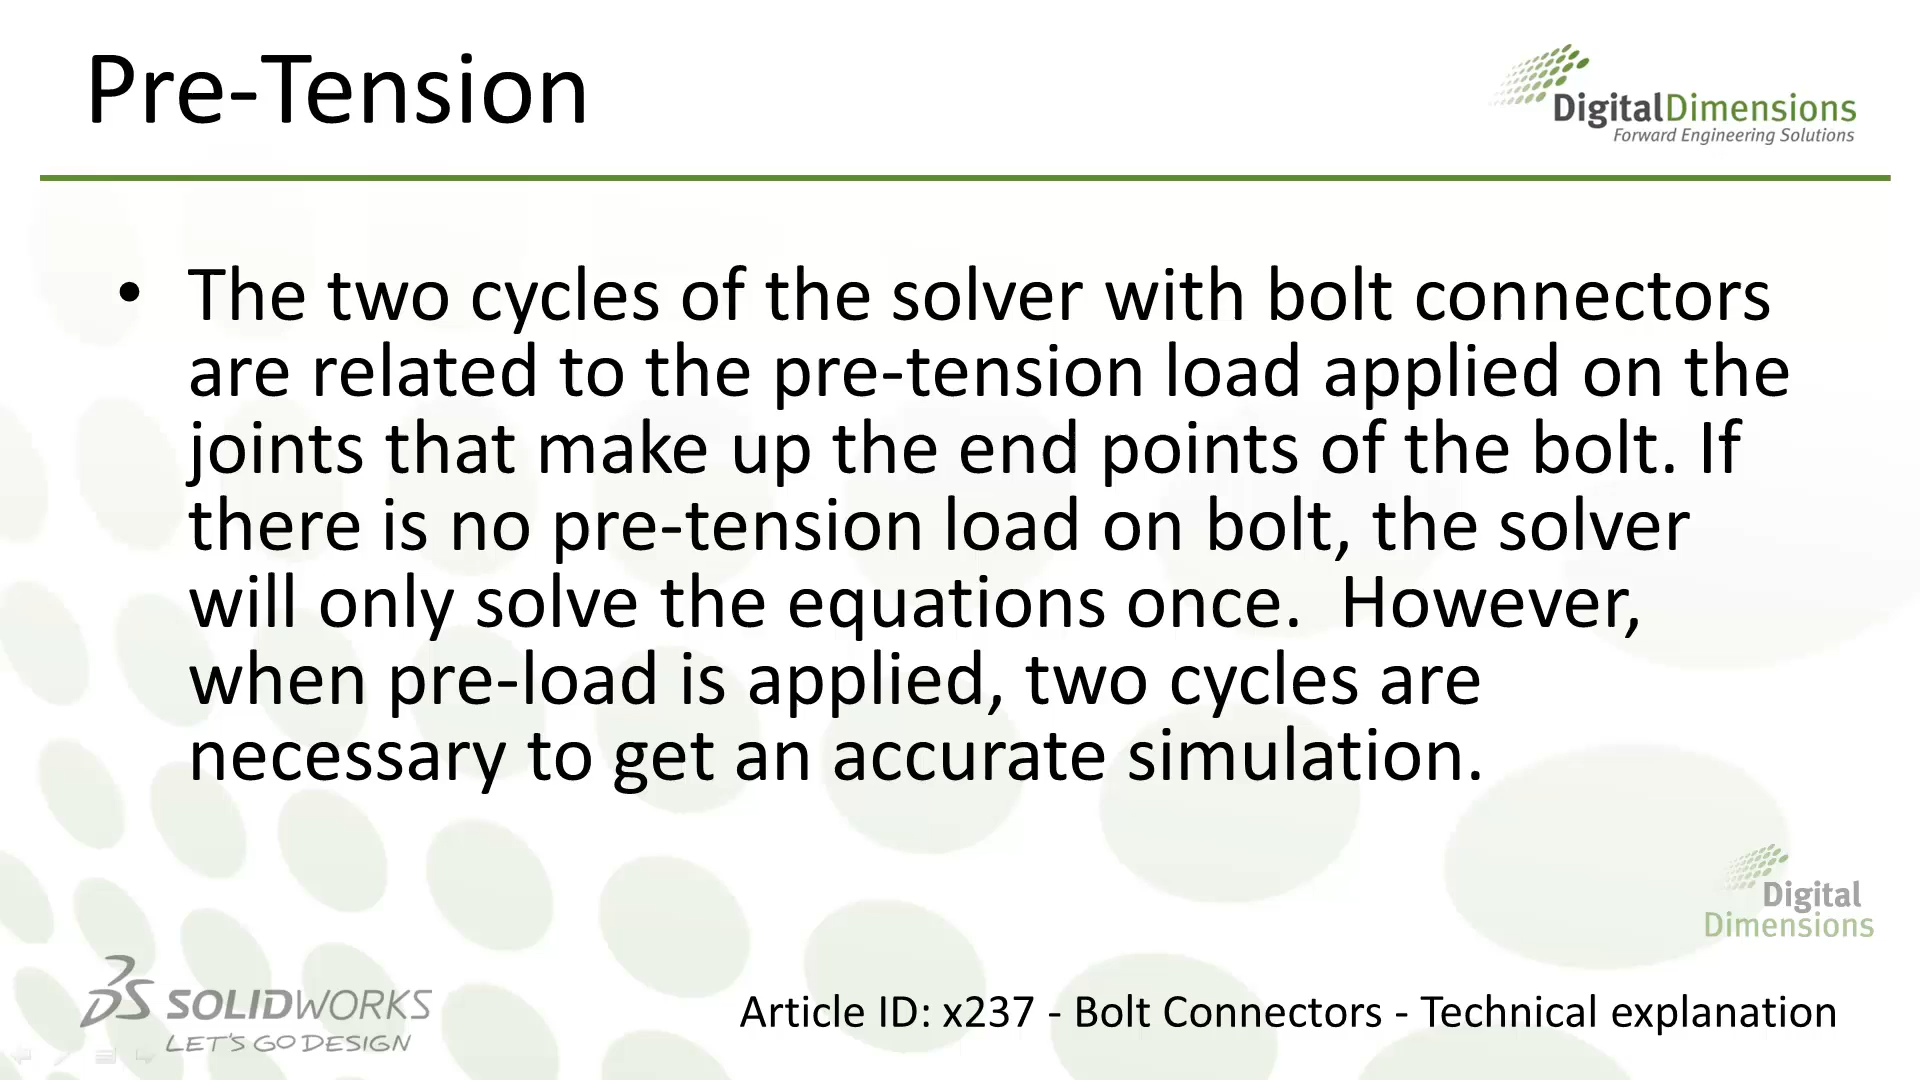 Pre-Tension
DigitalDimensions
Forward Engineering Solutions
• The two cycles of the solver with bolt connectors
are related to the pre-tension load applied on the
joints that make up the end points of the bolt. If
there is no pre-tension load on bolt, the solver
will only solve the equations once.  However,
when pre-load is applied, two cycles are
necessary to get an accurate simulation.
Digital
Dimensions
SOLIDWORKS
LET'S GO DESIGN
Article ID: x237 - Bolt Connectors - Technical explanation